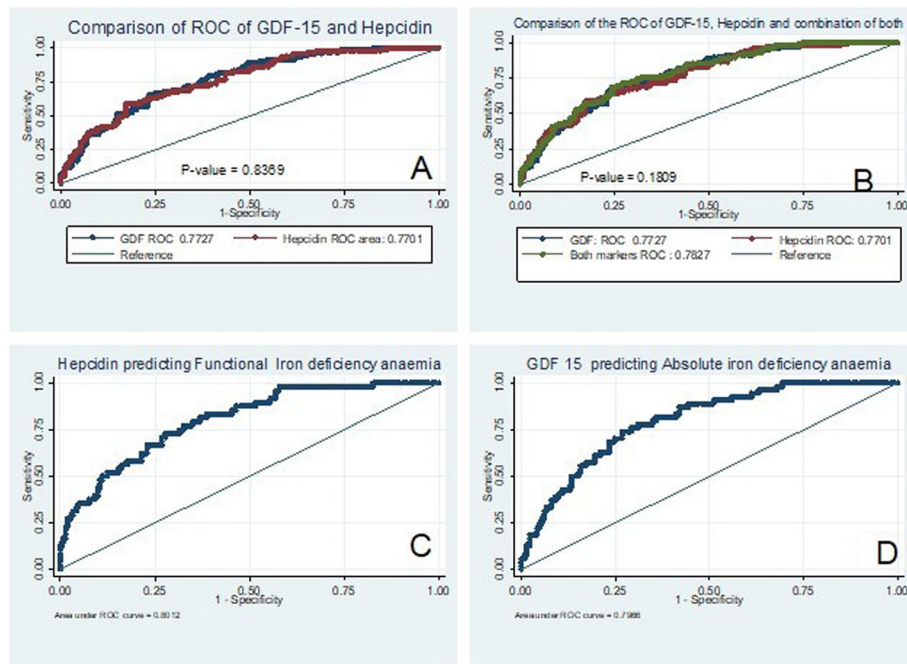 Comparison of ROC of GDF-15 and Hepcidin
Sensitivity
0.00 0.25 0.50 0.75 1.00
P-value = 0.8369
A
0.00 0.25 0.50 0.75 1.00
1-Specificity
GDF ROC 0.7727
Hepcidin ROC area: 0.7701
Reference
Comparison of the ROC of GDF-15, Hepcidin and combination of both
Sensitivity
0.00 0.25 0.50 0.75 1.00
P-value = 0.1809
B
0.00 0.25 0.50 0.75 1.00
1-Specificity
GDF: ROC 0.7727
Hepcidin ROC: 0.7701
Both markers ROC : 0.7827
Reference
Hepcidin predicting Functional Iron deficiency anaemia
Sensitivity
0.00 0.25 0.50 0.75 1.00
C
0.00 0.25 0.50 0.75 1.00
1 - Specificity
Area under ROC curve = 0.8012
GDF 15 predicting Absolute iron deficiency anaemia
Sensitivity
0.00 0.25 0.50 0.75 1.00
D
0.00 0.25 0.50 0.75 1.00
1 - Specificity
Area under ROC curve = 0.7966